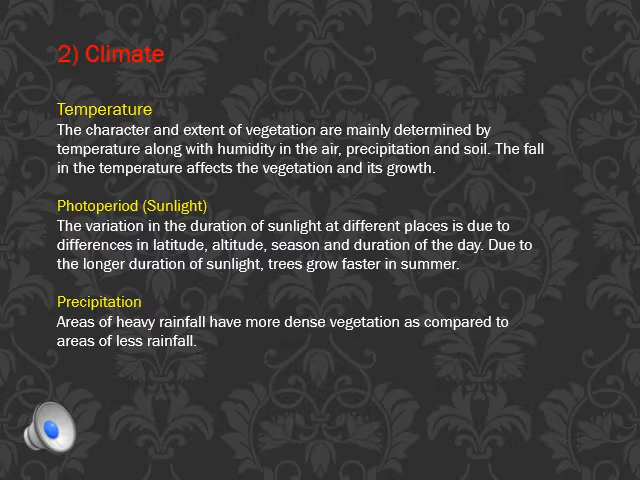 2) Climate
Temperature
The character and extent of vegetation are mainly determined by
temperature along with humidity in the air, precipitation and soil. The fall
in the temperature affects the vegetation and its growth.
Photoperiod (Sunlight)
The variation in the duration of sunlight at different places is due to
differences in latitude, altitude, season and duration of the day. Due to
the longer duration of sunlight, trees grow faster in summer.
Precipitation
Areas of heavy rainfall have more dense vegetation as compared to
areas of less rainfall.